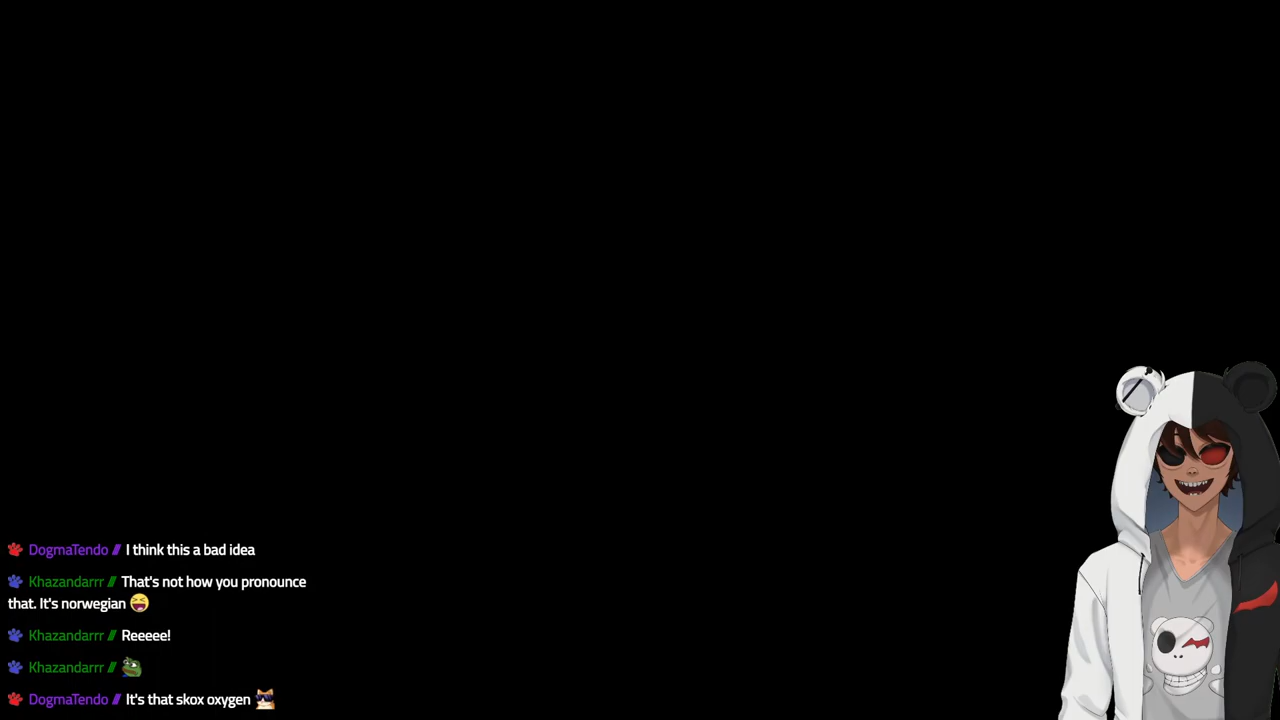 DogmaTendo // I think this a bad idea
Khazandarrr // That's not how you pronounce
that. It's norwegian 😆
Khazandarrr // Reeeee!
Khazandarrr //
DogmaTendo // It's that skox oxygen